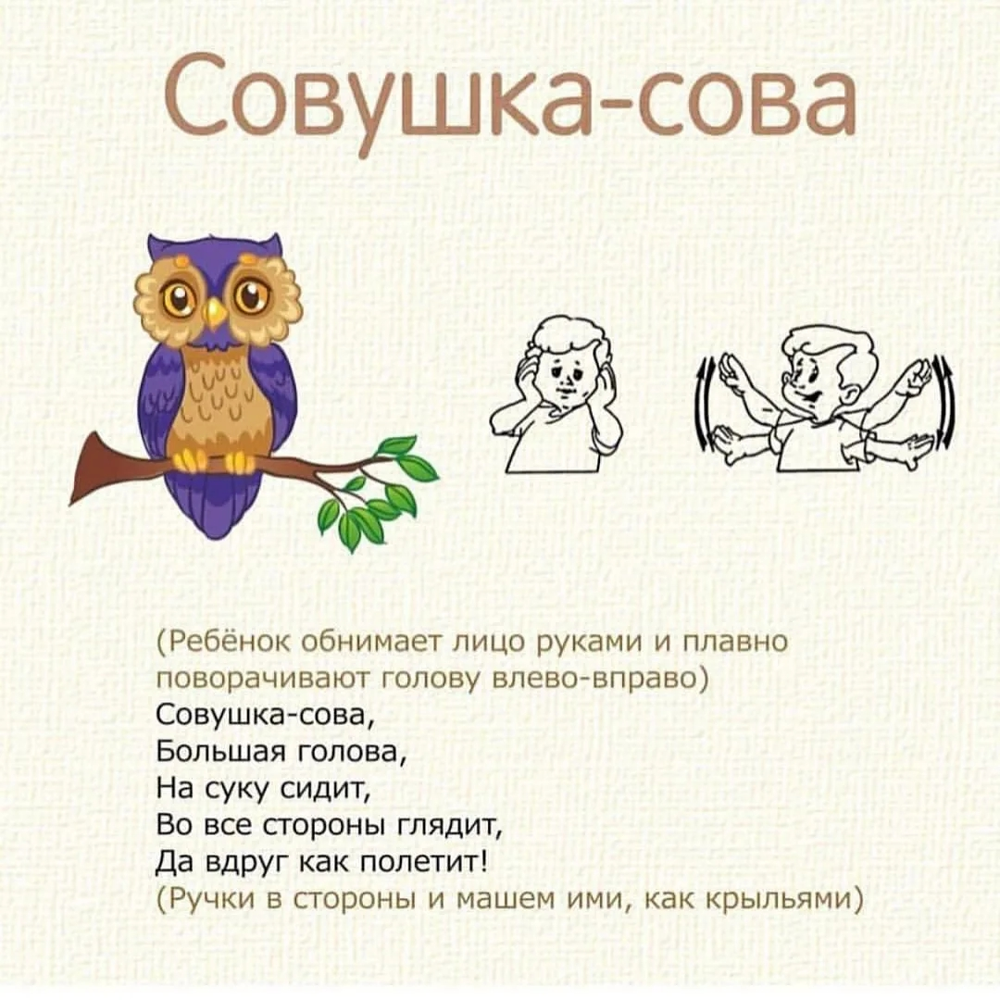 Совушка-сова
(Ребёнок обнимает лицо руками и плавно
поворачивают голову влево-вправо)
Совушка-сова,
Большая голова,
На суку сидит,
Во все стороны глядит,
Да вдруг как полетит!
(Ручки в стороны и машем ими, как крыльями)